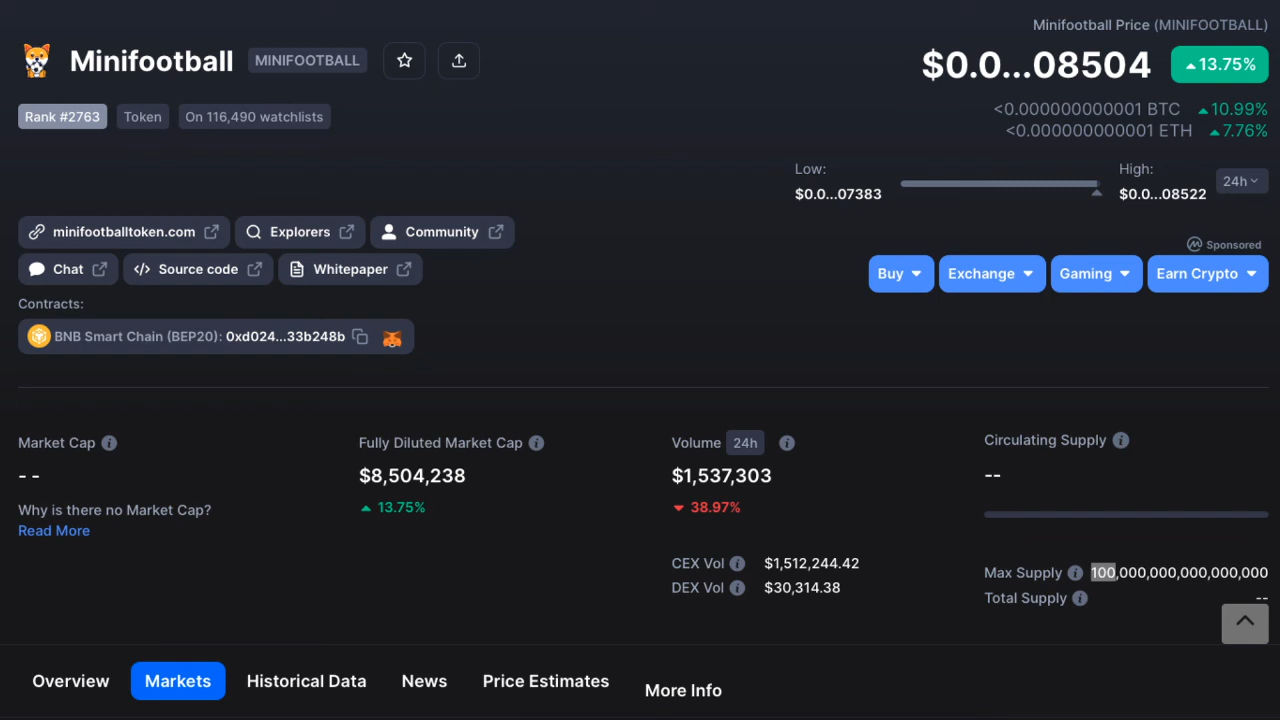 Minifootball Price (MINIFOOTBALL)
Minifootball MINIFOOTBALL
$0.0...08504 13.75%
Rank #2763 Token On 116,490 watchlists
<0.000000000001 BTC 10.99%
<0.000000000001 ETH 7.76%
Low: High: 24h
$0.0...07383 $0.0...08522
minifootballtoken.com Explorers Community
Sponsored
Chat Source code Whitepaper
Buy Exchange Gaming Earn Crypto
Contracts:
BNB Smart Chain (BEP20): 0xd024...33b248b
Market Cap Fully Diluted Market Cap Volume 24h Circulating Supply
- - $8,504,238 $1,537,303 --
Why is there no Market Cap? 13.75% 38.97%
Read More
CEX Vol $1,512,244.42
DEX Vol $30,314.38
Max Supply 100,000,000,000,000,000
Total Supply --
Overview Markets Historical Data News Price Estimates More Info